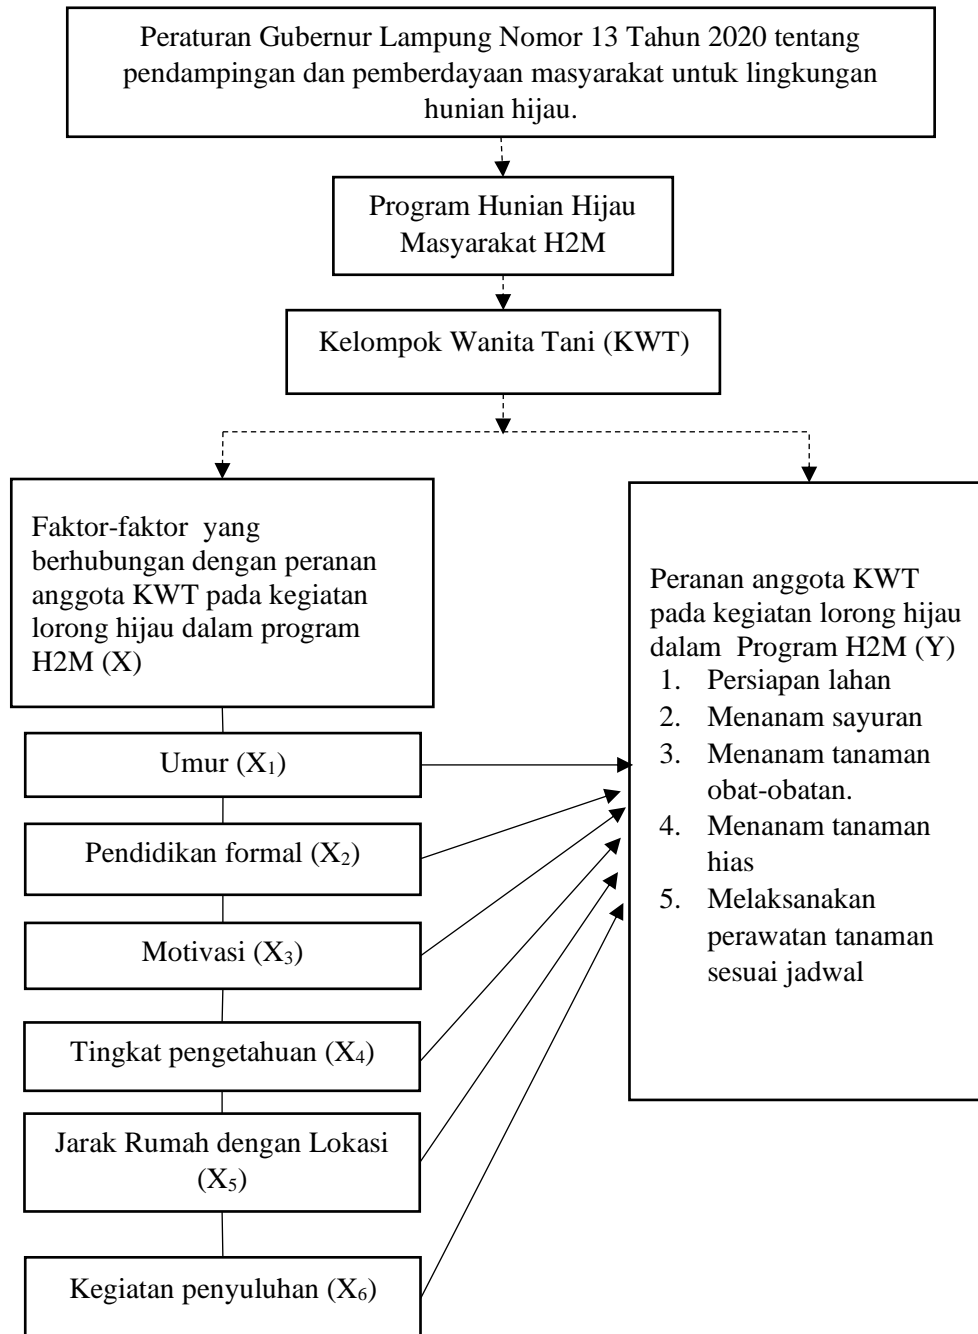 Peraturan Gubernur Lampung Nomor 13 Tahun 2020 tentang
pendampingan dan pemberdayaan masyarakat untuk lingkungan
hunian hijau.
Program Hunian Hijau
Masyarakat H2M
Kelompok Wanita Tani (KWT)
Faktor-faktor yang
berhubungan dengan peranan
anggota KWT pada kegiatan
lorong hijau dalam program
H2M (X)
Umur (X₁)
Pendidikan formal (X₂)
Motivasi (X₃)
Tingkat pengetahuan (X₄)
Jarak Rumah dengan Lokasi
(X₅)
Kegiatan penyuluhan (X₆)
Peranan anggota KWT
pada kegiatan lorong hijau
dalam Program H2M (Y)
1. Persiapan lahan
2. Menanam sayuran
3. Menanam tanaman
obat-obatan.
4. Menanam tanaman
hias
5. Melaksanakan
perawatan tanaman
sesuai jadwal